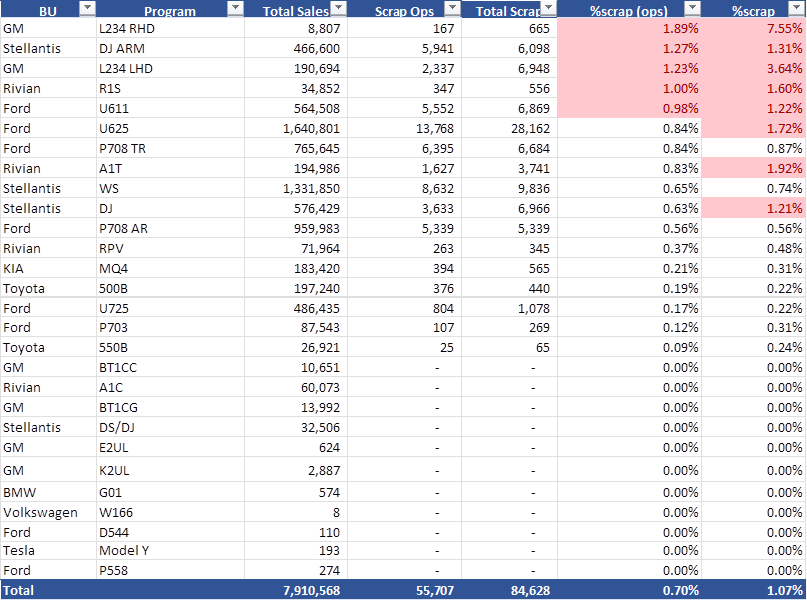 BU Program Total Sales Scrap Ops Total Scrap %scrap (ops) %scrap
GM L234 RHD 8,807 167 665 1.89% 7.55%
Stellantis DJ ARM 466,600 5,941 6,098 1.27% 1.31%
GM L234 LHD 190,694 2,337 6,948 1.23% 3.64%
Rivian R1S 34,852 347 556 1.00% 1.60%
Ford U611 564,508 5,552 6,869 0.98% 1.22%
Ford U625 1,640,801 13,768 28,162 0.84% 1.72%
Ford P708 TR 765,645 6,395 6,684 0.84% 0.87%
Rivian A1T 194,986 1,627 3,741 0.83% 1.92%
Stellantis WS 1,331,850 8,632 9,836 0.65% 0.74%
Stellantis DJ 576,429 3,633 6,966 0.63% 1.21%
Ford P708 AR 959,983 5,339 5,339 0.56% 0.56%
Rivian RPV 71,964 263 345 0.37% 0.48%
KIA MQ4 183,420 394 565 0.21% 0.31%
Toyota 500B 197,240 376 440 0.19% 0.22%
Ford U725 486,435 804 1,078 0.17% 0.22%
Ford P703 87,543 107 269 0.12% 0.31%
Toyota 550B 26,921 25 65 0.09% 0.24%
GM BT1CC 10,651 - - 0.00% 0.00%
Rivian A1C 60,073 - - 0.00% 0.00%
GM BT1CG 13,992 - - 0.00% 0.00%
Stellantis DS/DJ 32,506 - - 0.00% 0.00%
GM E2UL 624 - - 0.00% 0.00%
GM K2UL 2,887 - - 0.00% 0.00%
BMW G01 574 - - 0.00% 0.00%
Volkswagen W166 8 - - 0.00% 0.00%
Ford D544 110 - - 0.00% 0.00%
Tesla Model Y 193 - - 0.00% 0.00%
Ford P558 274 - - 0.00% 0.00%
Total 7,910,568 55,707 84,628 0.70% 1.07%